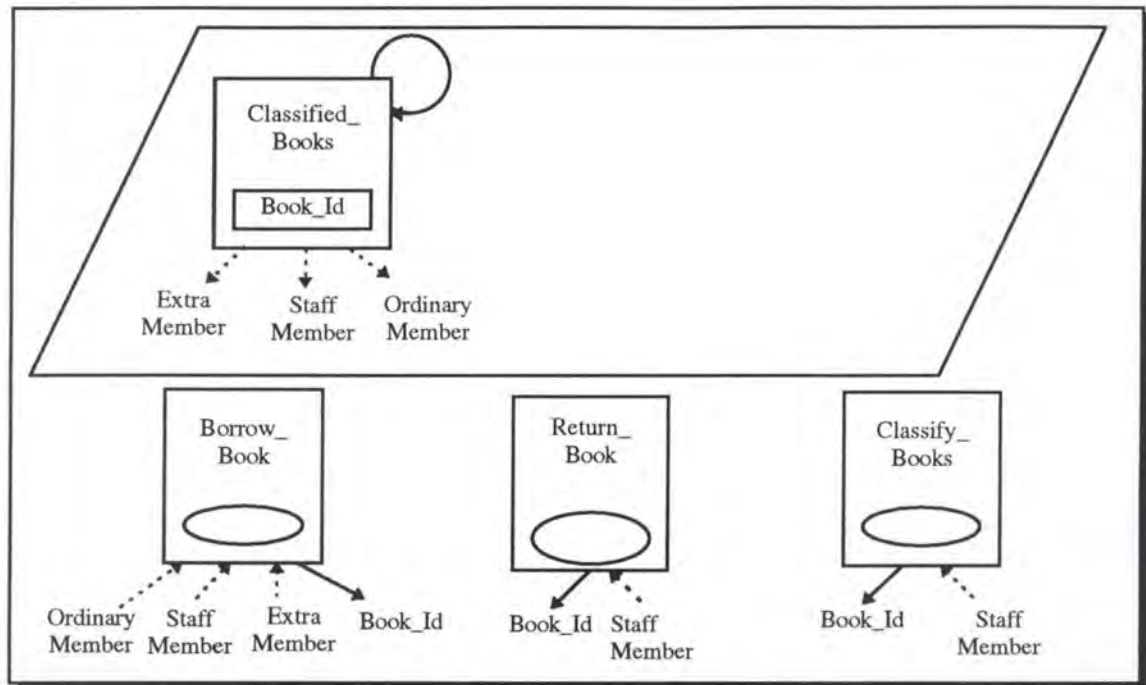 Classified_
Books
Book_Id
Extra
Member
Staff
Member
Ordinary
Member
Borrow_
Book
Ordinary
Member
Staff
Member
Extra
Member
Book_Id
Return_
Book
Book_Id
Staff
Member
Classify_
Books
Book_Id
Staff
Member